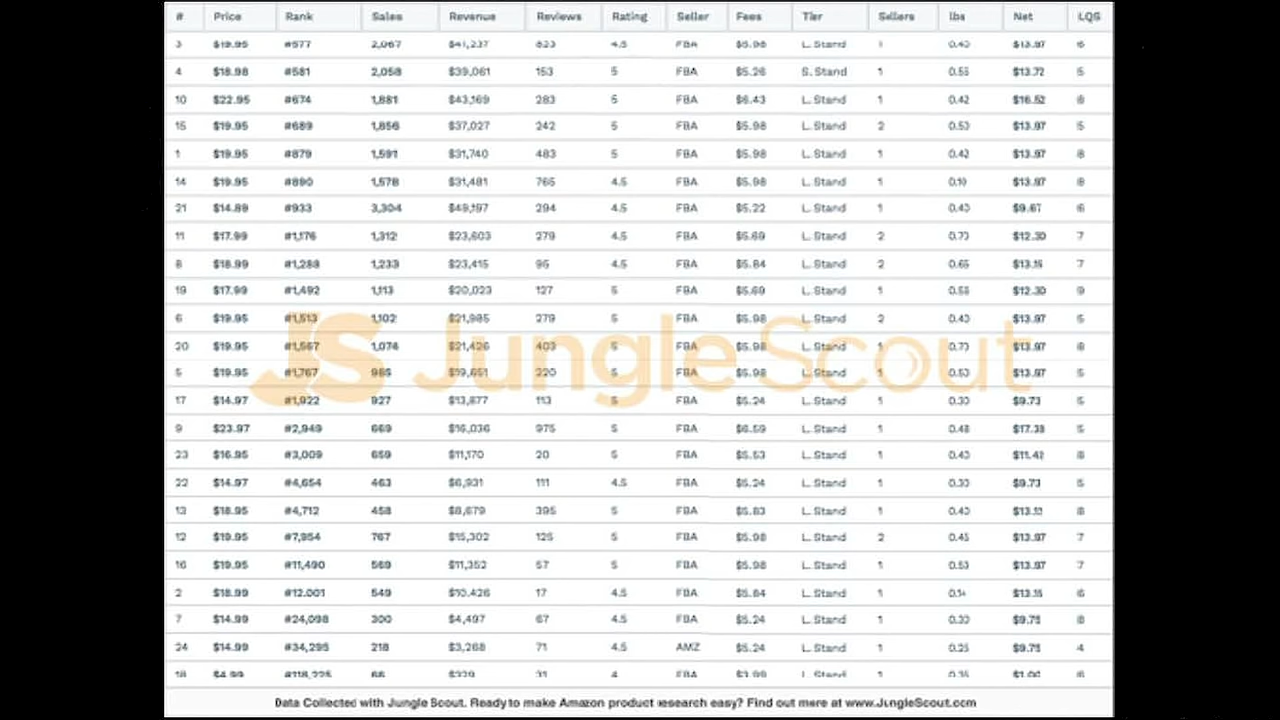 # Price Rank Sales Revenue Reviews Rating Seller Fees Tier Sellers lbs Net LQS
3 $19.95 #577 2,067 $41,237 823 4.5 FBA $5.98 L. Stand 1 0.40 $13.97 6
4 $18.98 #581 2,058 $39,061 153 5 FBA $5.26 S. Stand 1 0.55 $13.72 5
10 $22.95 #674 1,881 $43,169 283 5 FBA $6.43 L. Stand 1 0.42 $16.52 8
15 $19.95 #689 1,856 $37,027 242 5 FBA $5.98 L. Stand 2 0.53 $13.97 5
1 $19.95 #879 1,591 $31,740 483 5 FBA $5.98 L. Stand 1 0.42 $13.97 8
14 $19.95 #890 1,578 $31,481 765 4.5 FBA $5.98 L. Stand 1 $13.97 8
21 $14.89 #933 3,304 $49,197 294 4.5 FBA $5.22 L. Stand 1 0.40 $9.67 6
11 $17.99 #1,176 1,312 $23,603 279 4.5 FBA $5.69 L. Stand 2 0.70 $12.30 7
8 $18.99 #1,288 1,233 $23,415 95 4.5 FBA $5.84 L. Stand 2 0.65 $13.15 7
19 $17.99 #1,492 1,113 $20,023 127 5 FBA $5.69 L. Stand 1 0.55 $12.30 9
6 $19.95 #1,513 1,102 $21,985 279 5 FBA $5.98 L. Stand 2 0.40 $13.97 5
20 $19.95 #1,567 1,074 $21,426 403 5 FBA $5.98 L. Stand 1 0.70 $13.97 8
JS Jungle Scout
5 $19.95 #1,767 985 $19,651 220 5 FBA $5.98 L. Stand 1 0.53 $13.97 5
17 $14.97 #1,922 927 $13,877 113 5 FBA $5.24 L. Stand 1 0.30 $9.73 5
9 $23.97 #2,949 669 $16,036 975 5 FBA $6.59 L. Stand 1 0.48 $17.38 5
23 $16.95 #3,009 659 $11,170 20 5 FBA $5.53 L. Stand 1 0.40 $11.42 8
22 $14.97 #4,654 463 $6,931 111 4.5 FBA $5.24 L. Stand 1 0.30 $9.73 5
13 $18.95 #4,712 458 $8,679 395 5 FBA $5.83 L. Stand 1 0.40 8
12 $19.95 #7,954 767 $15,302 125 5 FBA $5.98 L. Stand 2 0.45 $13.97 7
16 $19.95 #11,490 569 $11,352 57 5 FBA $5.98 L. Stand 1 0.53 $13.97 7
2 $18.99 #12,001 549 $10,426 17 4.5 FBA $5.84 L. Stand 1 $13.15 6
7 $14.99 #24,098 300 $4,497 67 4.5 FBA $5.24 L. Stand 1 0.30 $9.75 8
24 $14.99 #34,295 218 $3,268 71 4.5 AMZ $5.24 L. Stand 1 0.25 $9.75 4
18 $4.99 66 31 4 FBA L. Stand 1 6
Data Collected with Jungle Scout. Ready to make Amazon product research easy? Find out more at www.JungleScout.com